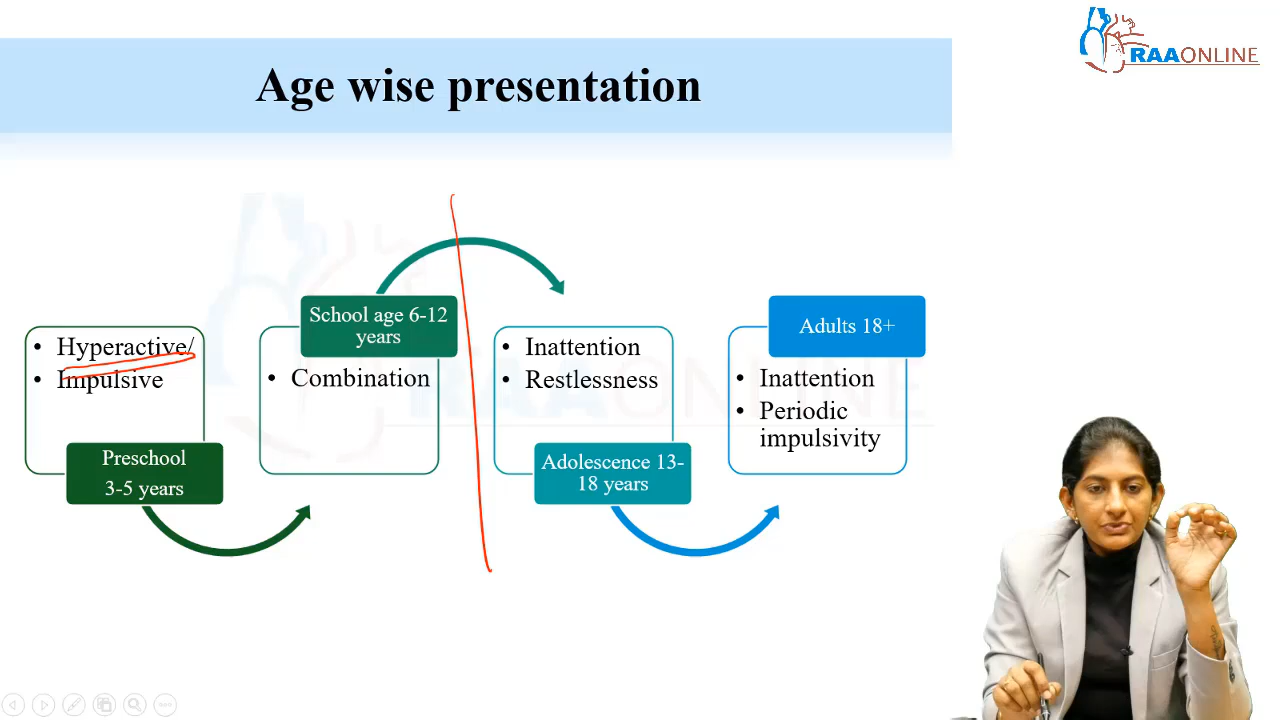 RAAONLINE
Age wise presentation
• Hyperactive/
• Impulsive
Preschool
3-5 years
School age 6-12
years
• Combination
• Inattention
• Restlessness
Adolescence 13-
18 years
Adults 18+
• Inattention
• Periodic
impulsivity
RAAONLINE